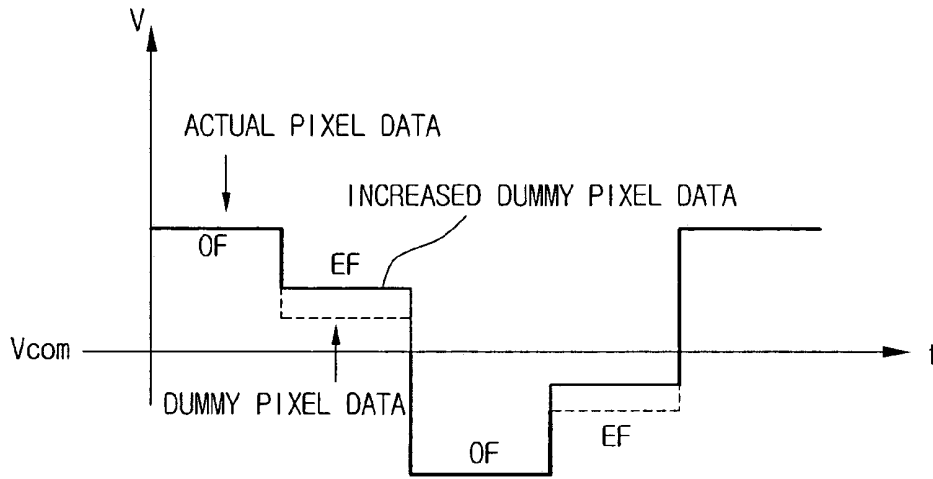 V
ACTUAL PIXEL DATA
INCREASED DUMMY PIXEL DATA
OF
EF
Vcom
t
DUMMY PIXEL DATA
EF
OF